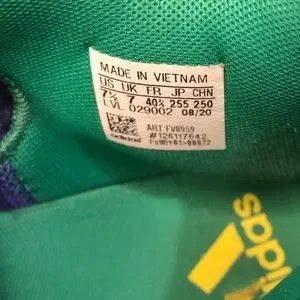 MADE IN VIETNAM
US UK FR JP CHN
7½ 7 40⅔ 255 250
LVL 029002 08/20
ART FV8959
#126117642
adidas